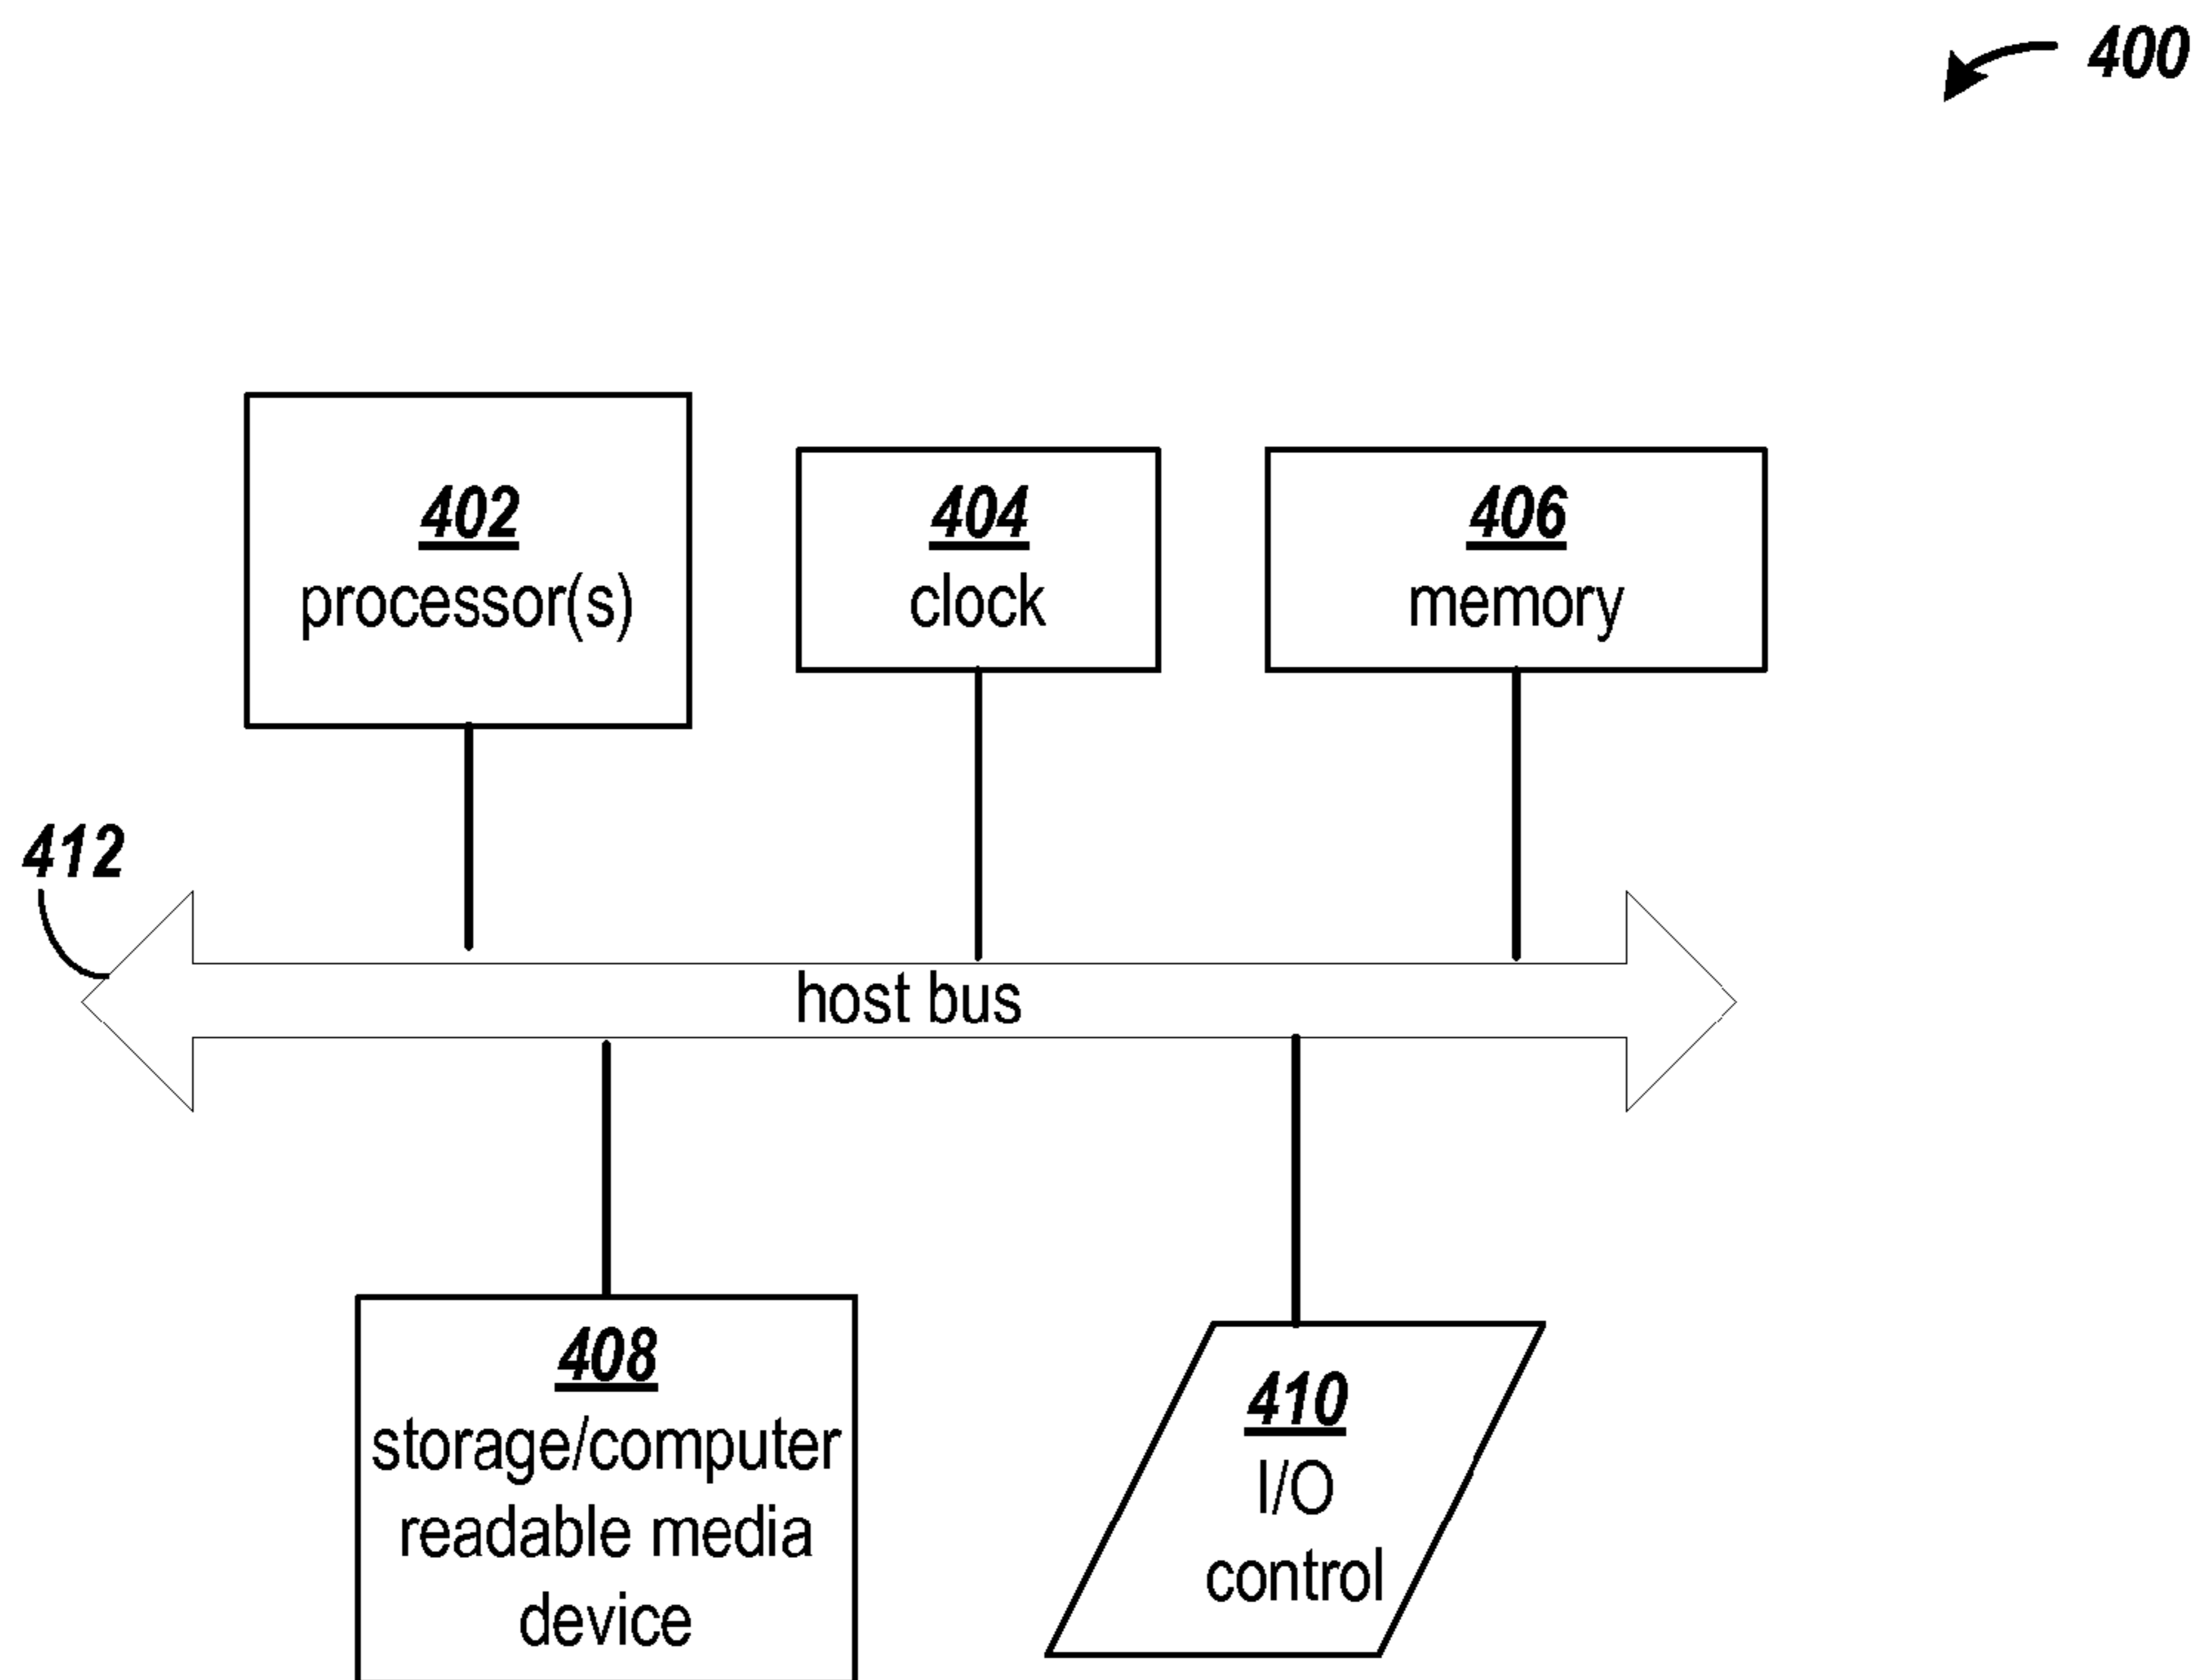 400
402
processor(s)
404
clock
406
memory
412
host bus
408
storage/computer
readable media
device
410
I/O
control